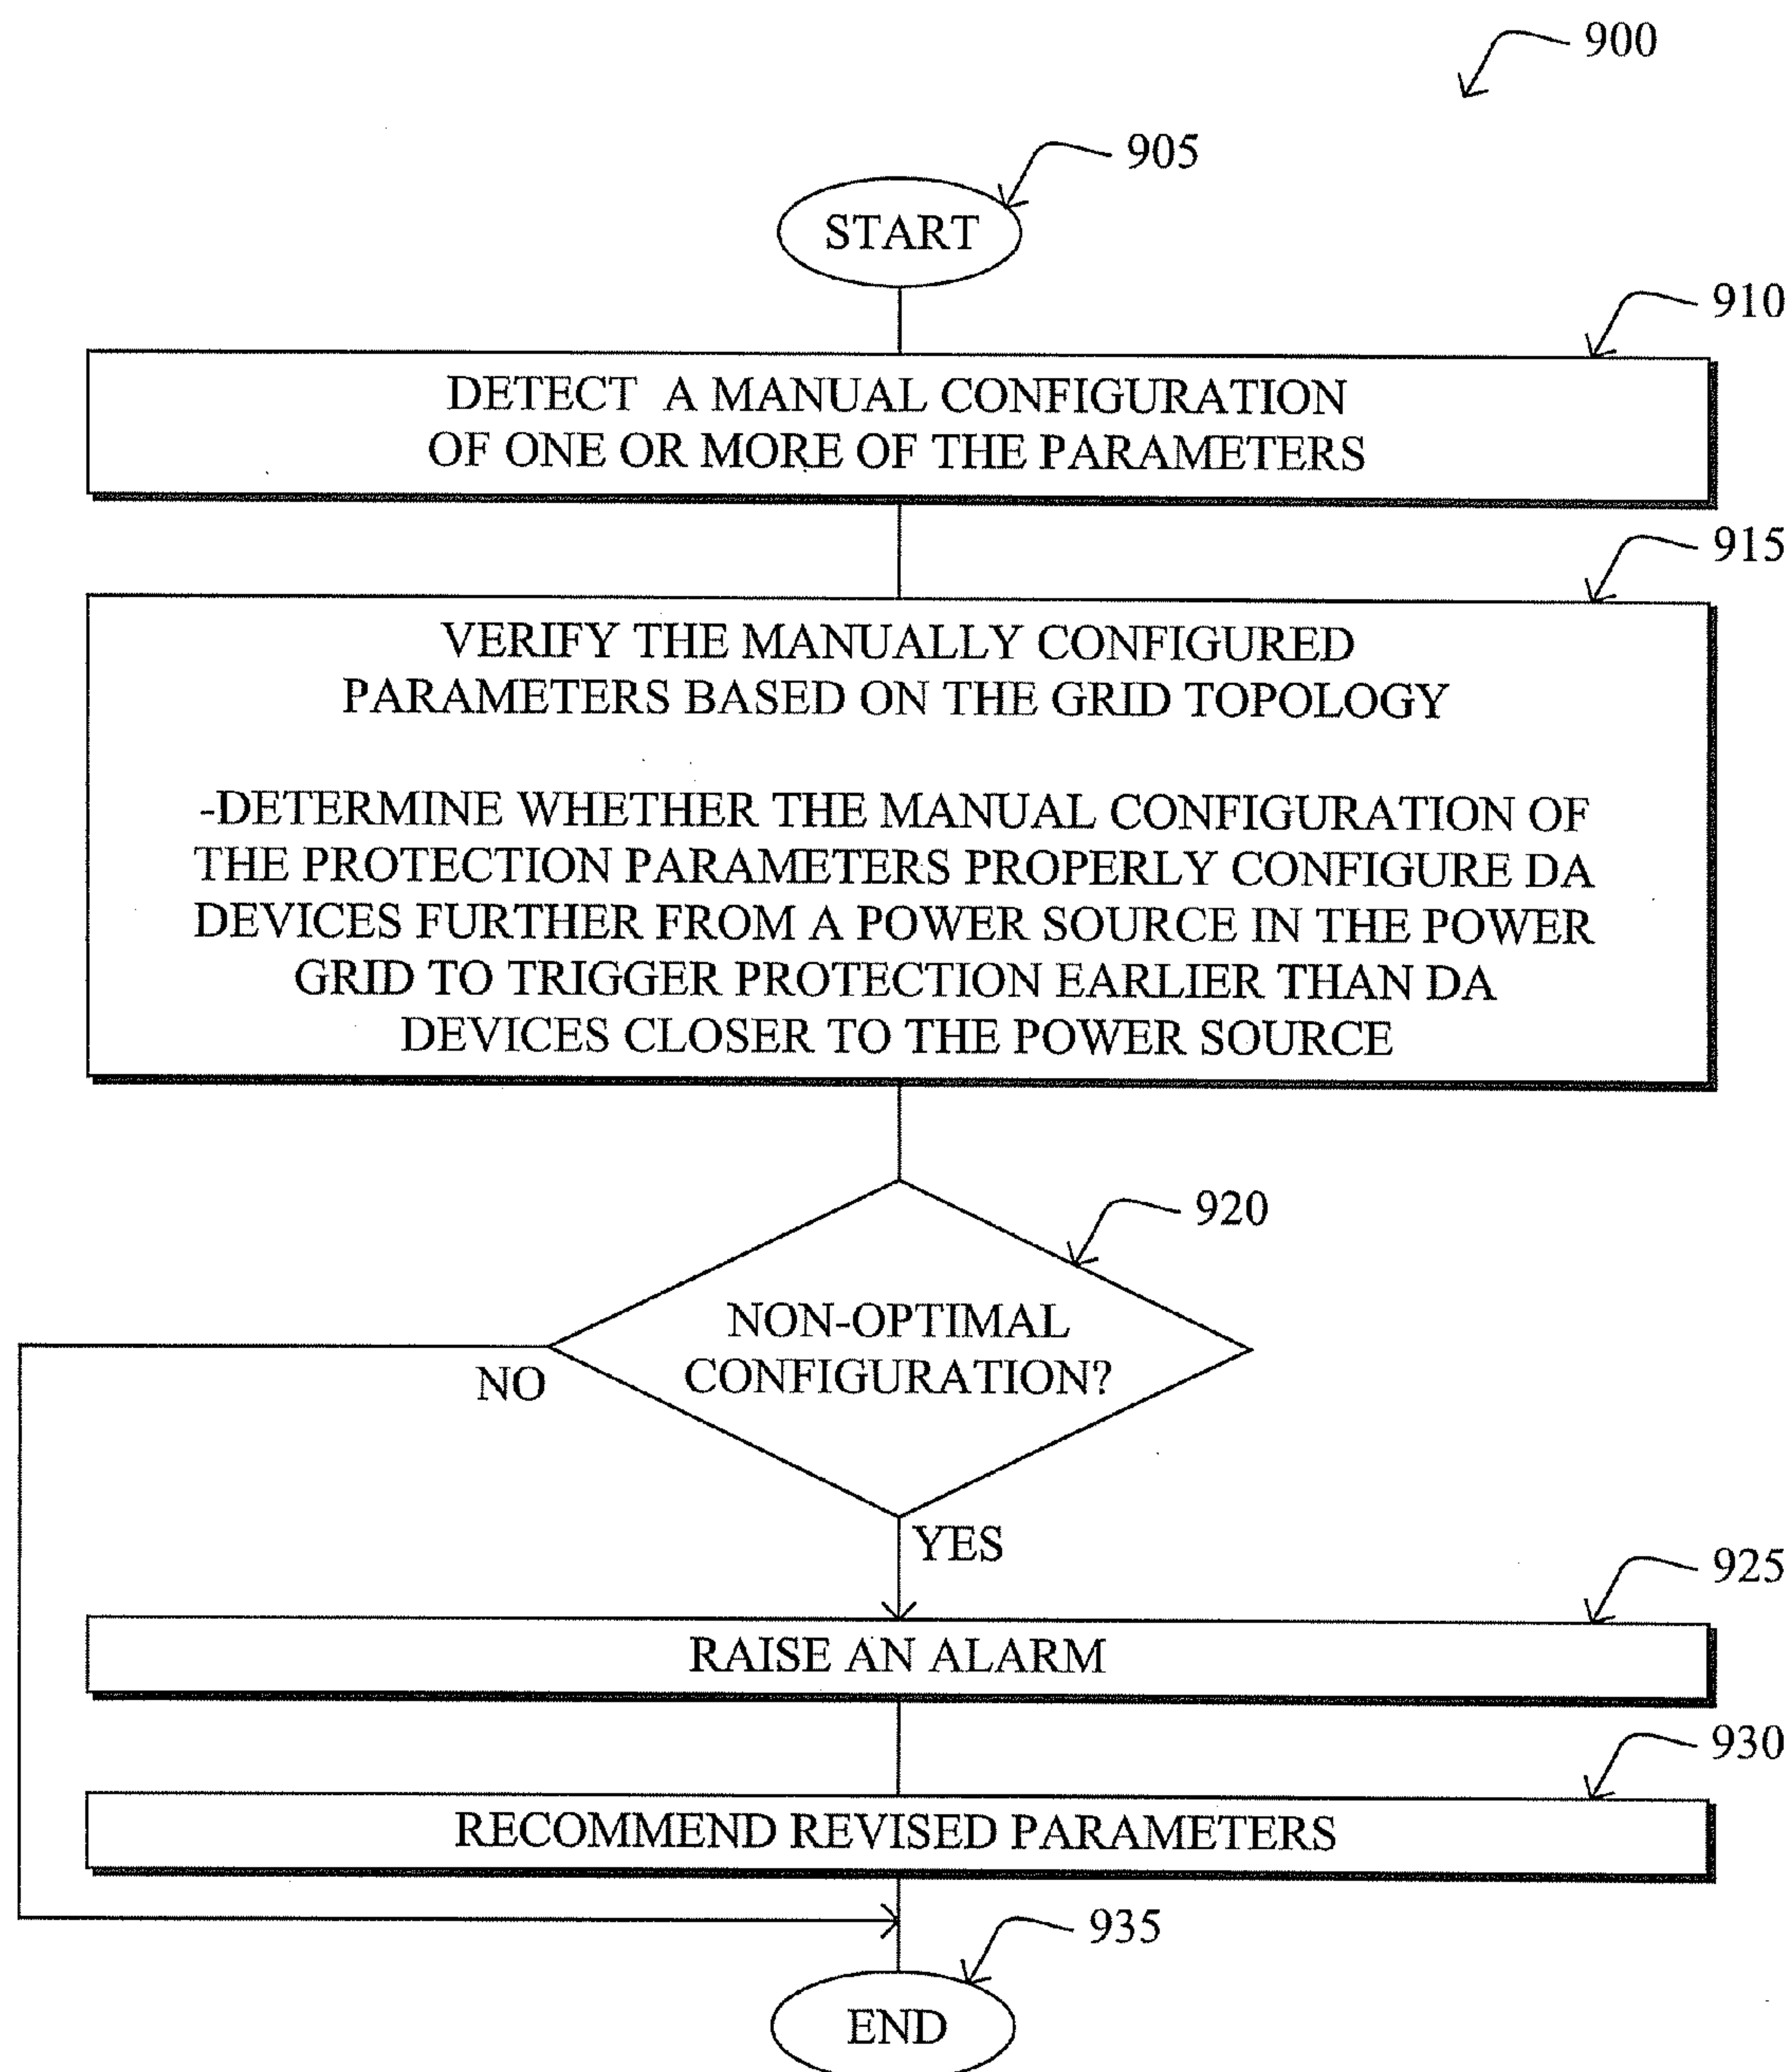 900
905
START
910
DETECT A MANUAL CONFIGURATION
OF ONE OR MORE OF THE PARAMETERS
915
VERIFY THE MANUALLY CONFIGURED
PARAMETERS BASED ON THE GRID TOPOLOGY
-DETERMINE WHETHER THE MANUAL CONFIGURATION OF
THE PROTECTION PARAMETERS PROPERLY CONFIGURE DA
DEVICES FURTHER FROM A POWER SOURCE IN THE POWER
GRID TO TRIGGER PROTECTION EARLIER THAN DA
DEVICES CLOSER TO THE POWER SOURCE
920
NON-OPTIMAL
CONFIGURATION?
NO
YES
925
RAISE AN ALARM
930
RECOMMEND REVISED PARAMETERS
935
END